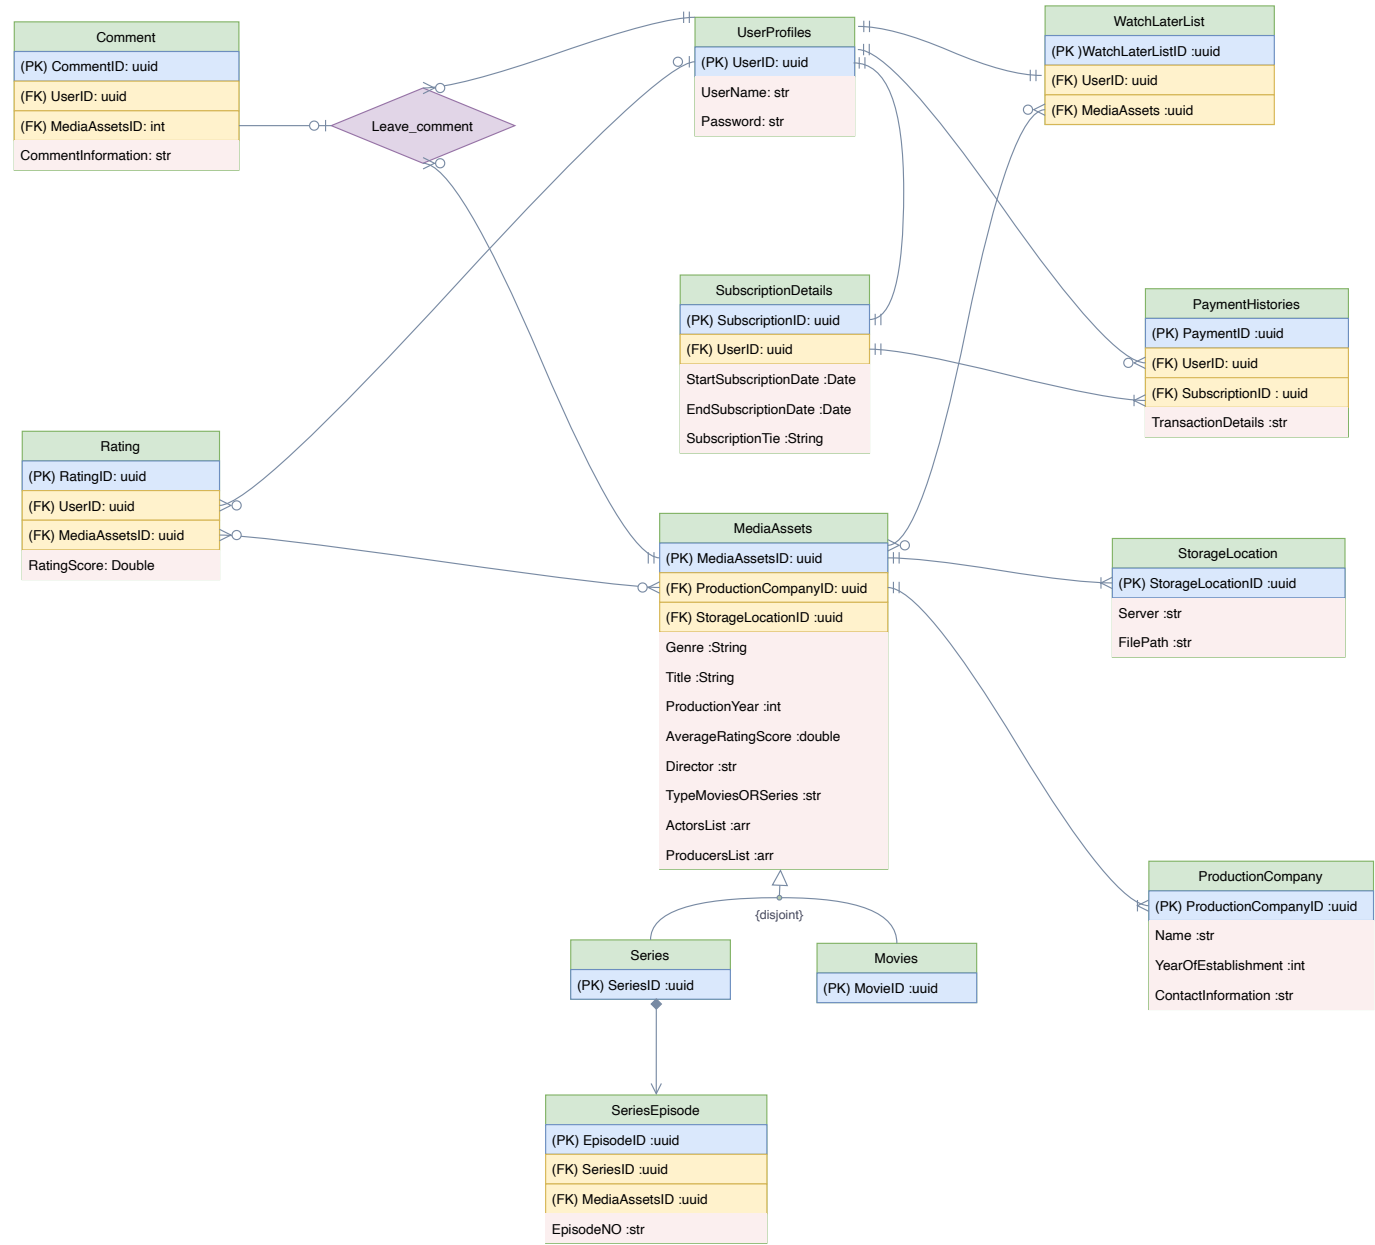 Comment
(PK) CommentID: uuid
(FK) UserID: uuid
(FK) MediaAssetsID: int
CommentInformation: str
Leave_comment
UserProfiles
(PK) UserID: uuid
UserName: str
Password: str
WatchLaterList
(PK )WatchLaterListID :uuid
(FK) UserID: uuid
(FK) MediaAssets :uuid
SubscriptionDetails
(PK) SubscriptionID: uuid
(FK) UserID: uuid
StartSubscriptionDate :Date
EndSubscriptionDate :Date
SubscriptionTie :String
PaymentHistories
(PK) PaymentID :uuid
(FK) UserID: uuid
(FK) SubscriptionID : uuid
TransactionDetails :str
Rating
(PK) RatingID: uuid
(FK) UserID: uuid
(FK) MediaAssetsID: uuid
RatingScore: Double
MediaAssets
(PK) MediaAssetsID: uuid
(FK) ProductionCompanyID: uuid
(FK) StorageLocationID :uuid
Genre :String
Title :String
ProductionYear :int
AverageRatingScore :double
Director :str
TypeMoviesORSeries :str
ActorsList :arr
ProducersList :arr
StorageLocation
(PK) StorageLocationID :uuid
Server :str
FilePath :str
ProductionCompany
(PK) ProductionCompanyID :uuid
Name :str
YearOfEstablishment :int
ContactInformation :str
{disjoint}
Series
(PK) SeriesID :uuid
Movies
(PK) MovieID :uuid
SeriesEpisode
(PK) EpisodeID :uuid
(FK) SeriesID :uuid
(FK) MediaAssetsID :uuid
EpisodeNO :str